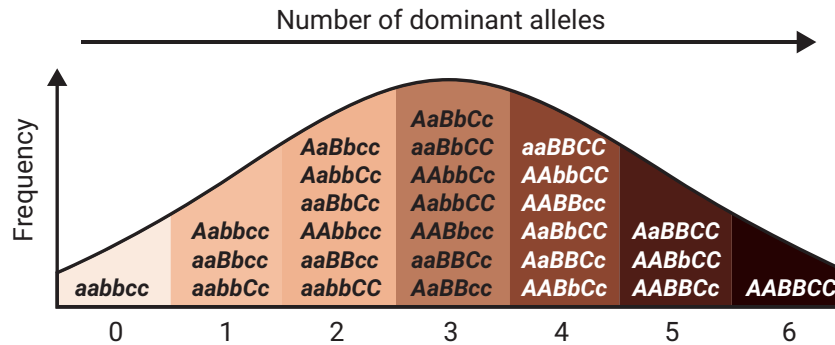 Number of dominant alleles
Frequency
AaBbCc
AaBbcc aaBbCC aaBBCC
AabbCc AAbbCc AAbbCC
aaBbCc AabbCC AABBcc
Aabbcc AAbbcc AABbcc AaBbCC AaBBCC
aaBbcc aaBBcc aaBBCc AaBBCc AABbCC
aabbcc aabbCc aabbCC AaBBcc AABbCc AABBCc AABBCC
0 1 2 3 4 5 6